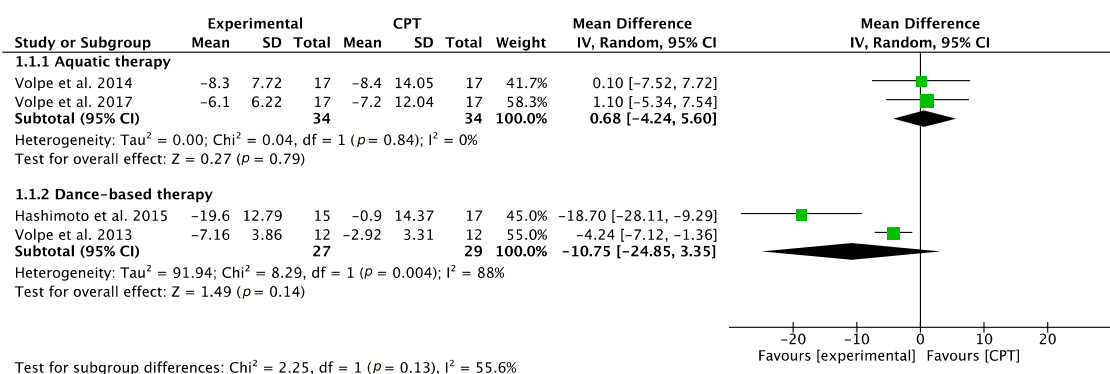 Experimental CPT Mean Difference Mean Difference
Study or Subgroup Mean SD Total Mean SD Total Weight IV, Random, 95% CI IV, Random, 95% CI
1.1.1 Aquatic therapy
Volpe et al. 2014 −8.3 7.72 17 −8.4 14.05 17 41.7% 0.10 [−7.52, 7.72]
Volpe et al. 2017 −6.1 6.22 17 −7.2 12.04 17 58.3% 1.10 [−5.34, 7.54]
Subtotal (95% CI) 34 34 100.0% 0.68 [−4.24, 5.60]
Heterogeneity: Tau² = 0.00; Chi² = 0.04, df = 1 (p = 0.84); I² = 0%
Test for overall effect: Z = 0.27 (p = 0.79)
1.1.2 Dance−based therapy
Hashimoto et al. 2015 −19.6 12.79 15 −0.9 14.37 17 45.0% −18.70 [−28.11, −9.29]
Volpe et al. 2013 −7.16 3.86 12 −2.92 3.31 12 55.0% −4.24 [−7.12, −1.36]
Subtotal (95% CI) 27 29 100.0% −10.75 [−24.85, 3.35]
Heterogeneity: Tau² = 91.94; Chi² = 8.29, df = 1 (p = 0.004); I² = 88%
Test for overall effect: Z = 1.49 (p = 0.14)
−20 −10 0 10 20
Favours [experimental] Favours [CPT]
Test for subgroup differences: Chi² = 2.25, df = 1 (p = 0.13), I² = 55.6%